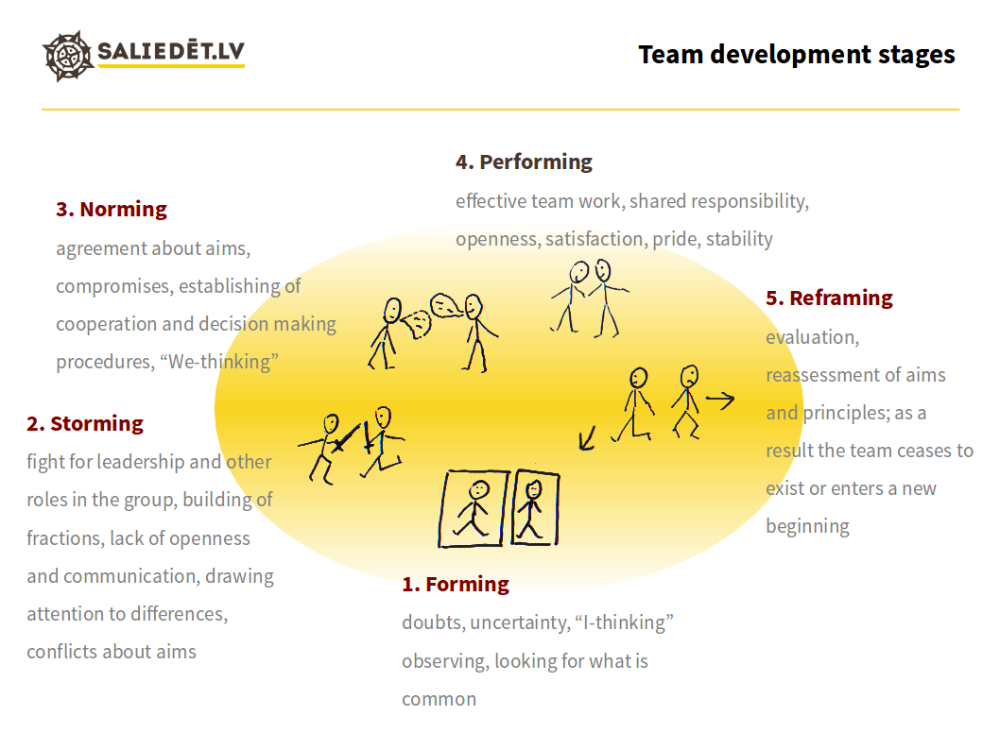 SALIEDĒT.LV
Team development stages
4. Performing
effective team work, shared responsibility,
openness, satisfaction, pride, stability
3. Norming
agreement about aims,
compromises, establishing of
cooperation and decision making
procedures, “We-thinking”
5. Reframing
evaluation,
reassessment of aims
and principles; as a
result the team ceases to
exist or enters a new
beginning
2. Storming
fight for leadership and other
roles in the group, building of
fractions, lack of openness
and communication, drawing
attention to differences,
conflicts about aims
1. Forming
doubts, uncertainty, “I-thinking”
observing, looking for what is
common